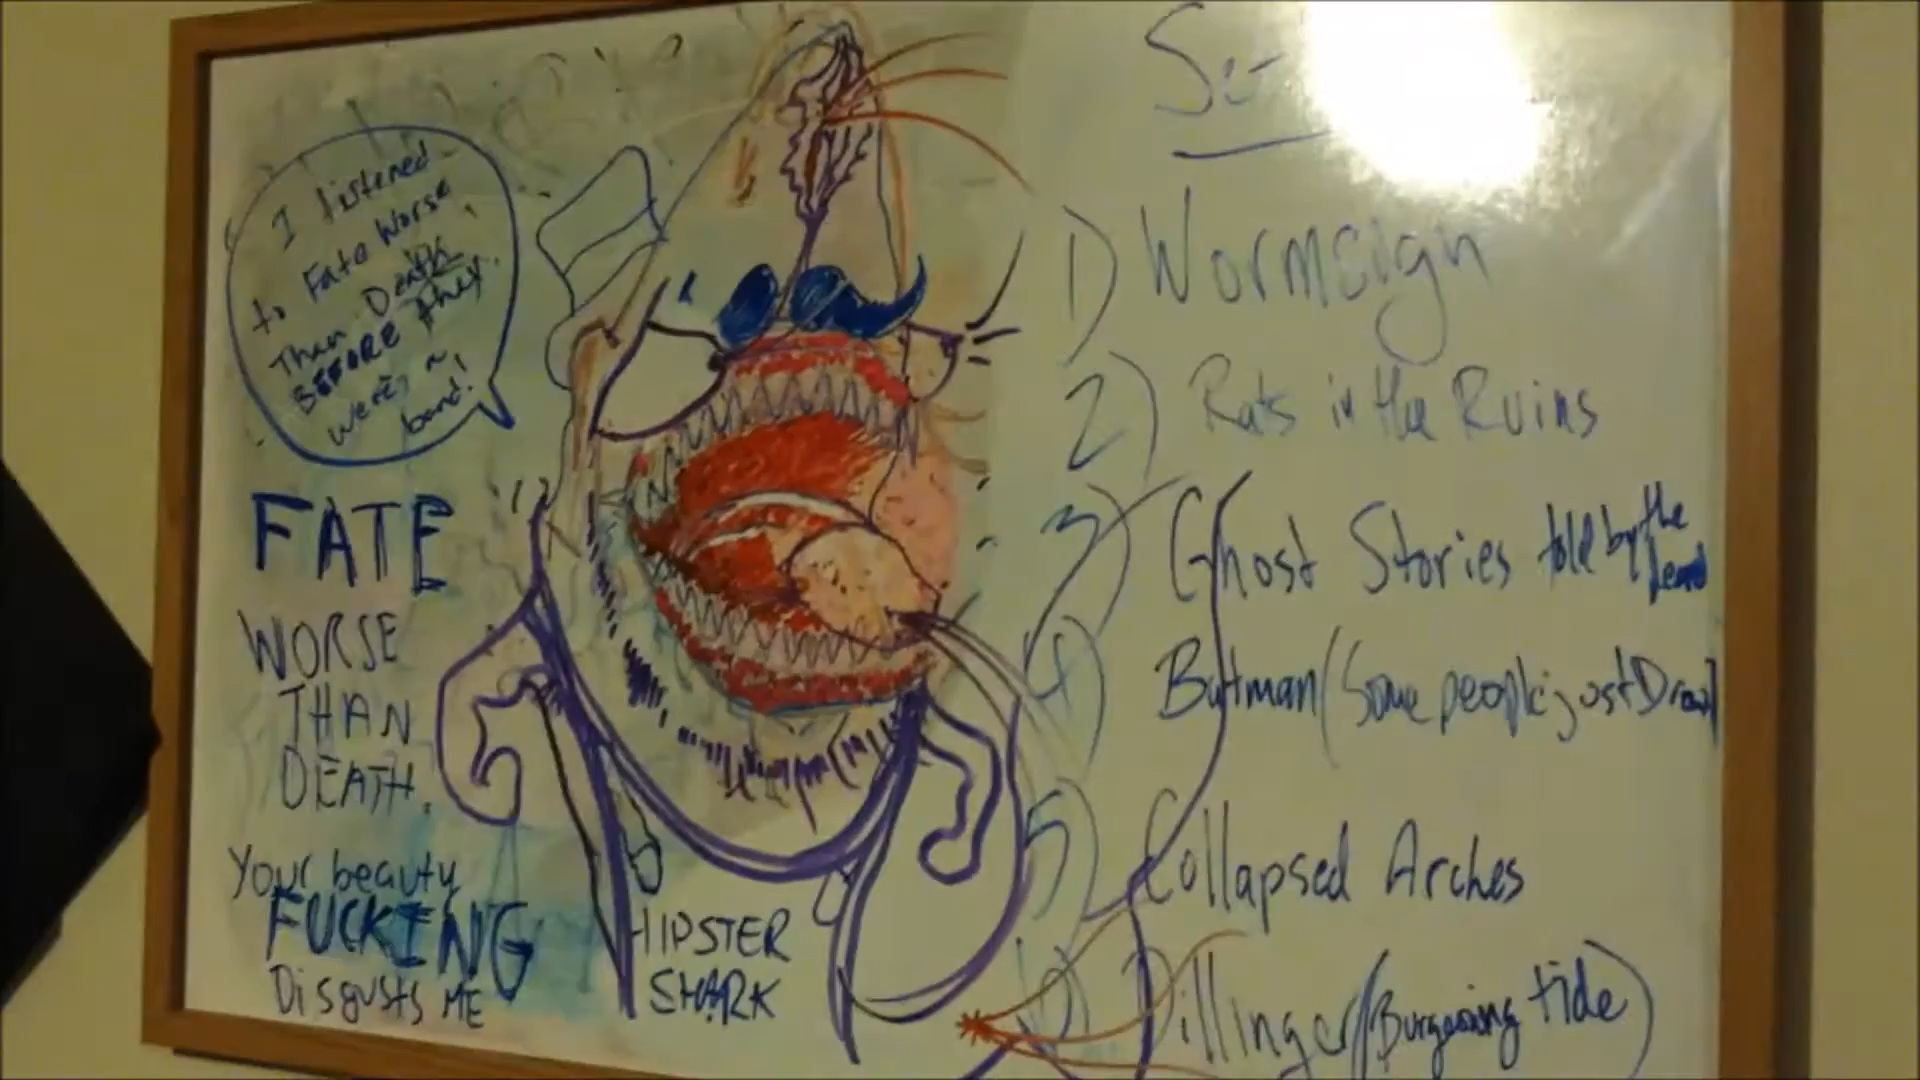 I listened
to Fate Worse
Than Death
BEFORE they
were a
band!
FATE
WORSE
THAN
DEATH.
Your beauty
FUCKING
Disgusts ME
HIPSTER
SHARK
1) Wormsign
2) Rats in the Ruins
3) Ghost Stories told by the
4) Batman (Some people just Drown)
5) Collapsed Arches
6) Dillinger (Burgeoning tide)